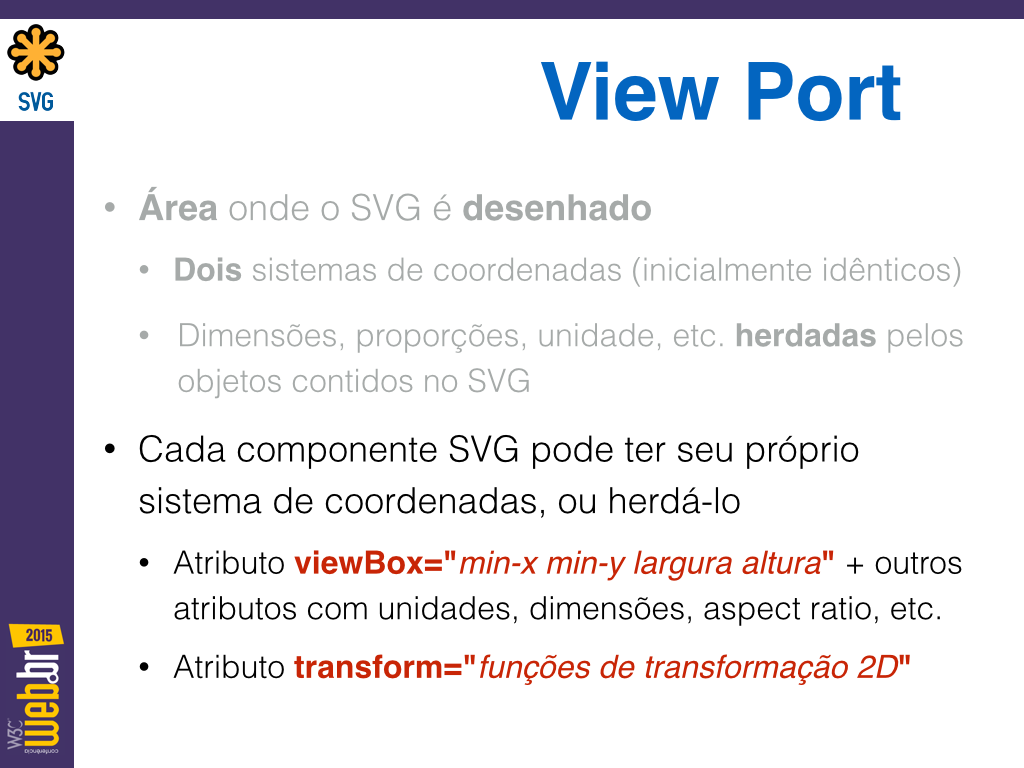 SVG
View Port
• Área onde o SVG é desenhado
• Dois sistemas de coordenadas (inicialmente idênticos)
• Dimensões, proporções, unidade, etc. herdadas pelos
objetos contidos no SVG
• Cada componente SVG pode ter seu próprio
sistema de coordenadas, ou herdá-lo
• Atributo viewBox="min-x min-y largura altura" + outros
atributos com unidades, dimensões, aspect ratio, etc.
• Atributo transform="funções de transformação 2D"
2015
W3C
conferência
web.br